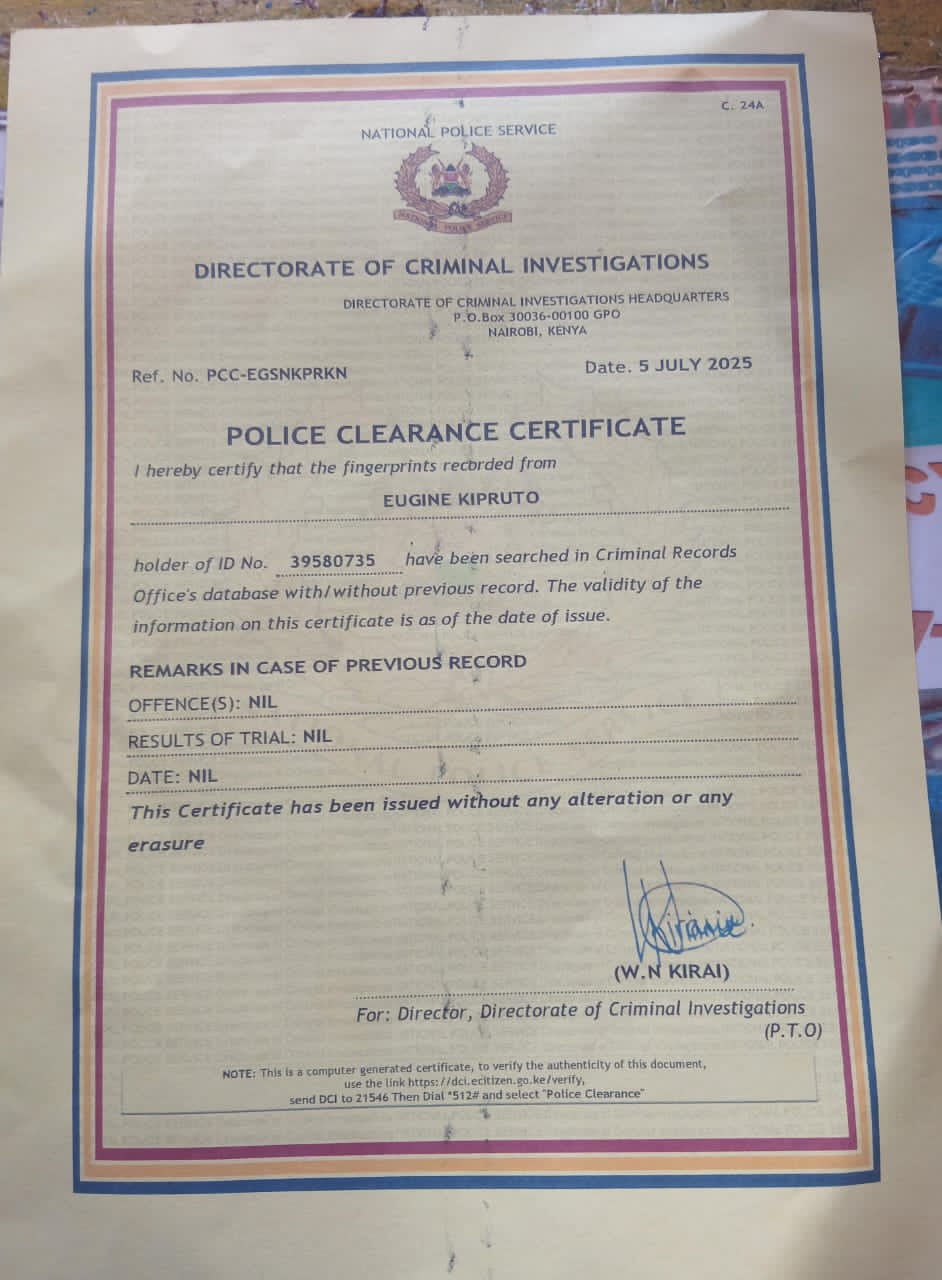 C. 24A
NATIONAL POLICE SERVICE
NATIONAL POLICE SERVICE
DIRECTORATE OF CRIMINAL INVESTIGATIONS
DIRECTORATE OF CRIMINAL INVESTIGATIONS HEADQUARTERS
P.O.Box 30036-00100 GPO
NAIROBI, KENYA
Ref. No. PCC-EGSNKPRKN
Date. 5 JULY 2025
POLICE CLEARANCE CERTIFICATE
I hereby certify that the fingerprints recorded from
EUGINE KIPRUTO
holder of ID No. 39580735 have been searched in Criminal Records
Office's database with/without previous record. The validity of the
information on this certificate is as of the date of issue.
REMARKS IN CASE OF PREVIOUS RECORD
OFFENCE(S): NIL
RESULTS OF TRIAL: NIL
DATE: NIL
This Certificate has been issued without any alteration or any
erasure
(W.N KIRAI)
For: Director, Directorate of Criminal Investigations
(P.T.O)
NOTE: This is a computer generated certificate, to verify the authenticity of this document,
use the link https://dci.ecitizen.go.ke/verify,
send DCI to 21546 Then Dial *512# and select "Police Clearance"